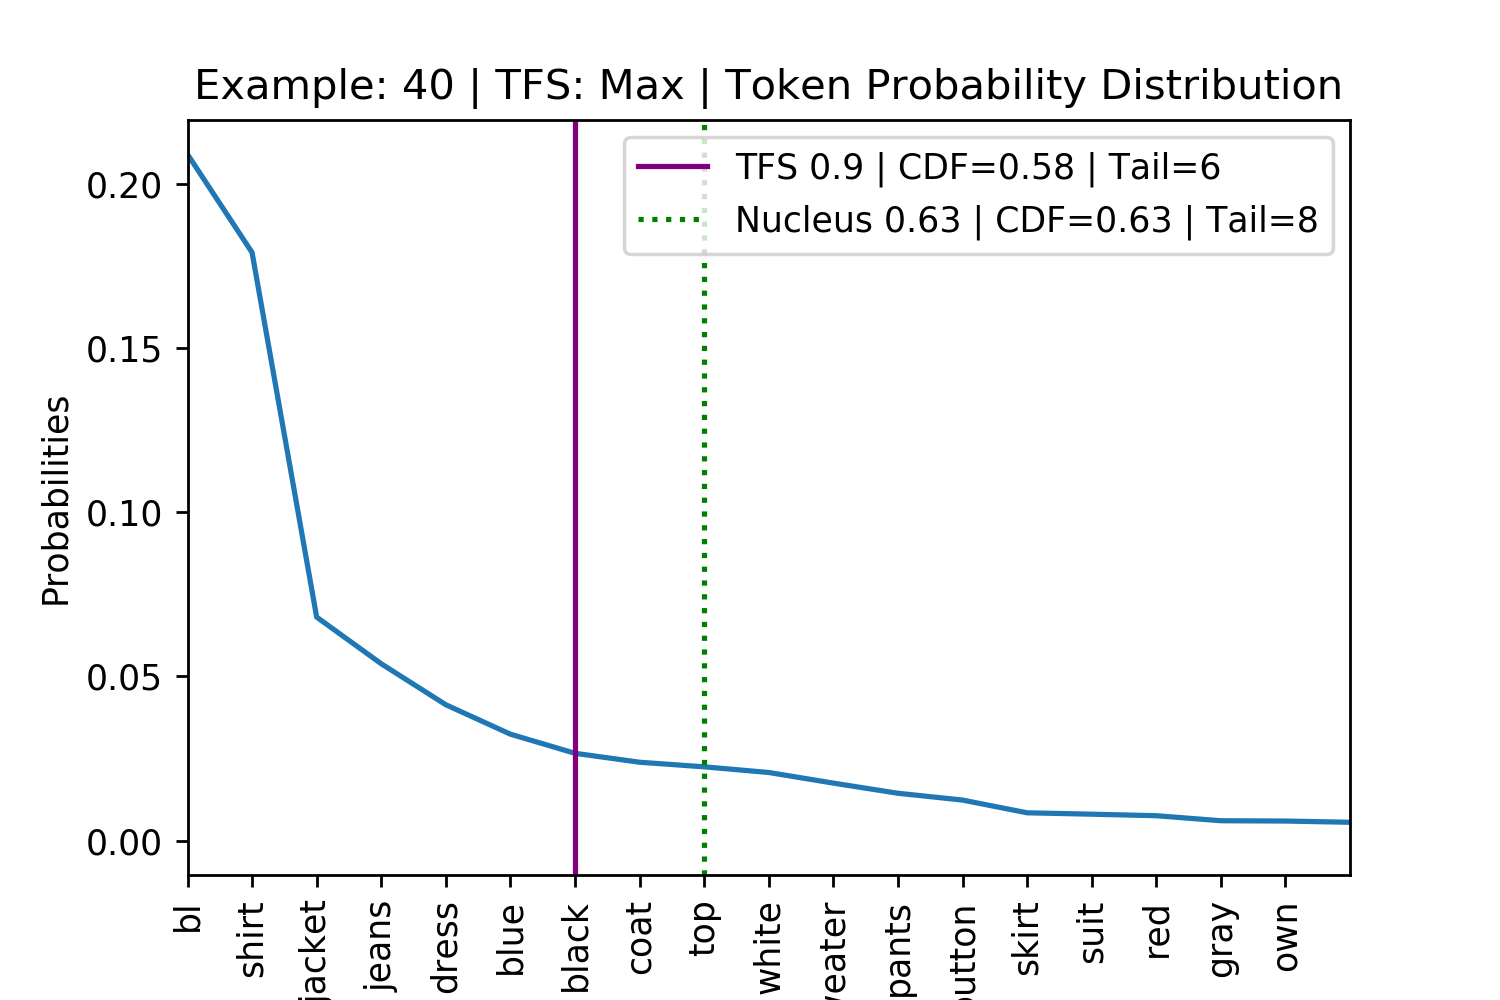 Example: 40 | TFS: Max | Token Probability Distribution
TFS 0.9 | CDF=0.58 | Tail=6
Nucleus 0.63 | CDF=0.63 | Tail=8
Probabilities
0.20
0.15
0.10
0.05
0.00
bl
shirt
jacket
jeans
dress
blue
black
coat
top
white
pants
skirt
suit
red
gray
own